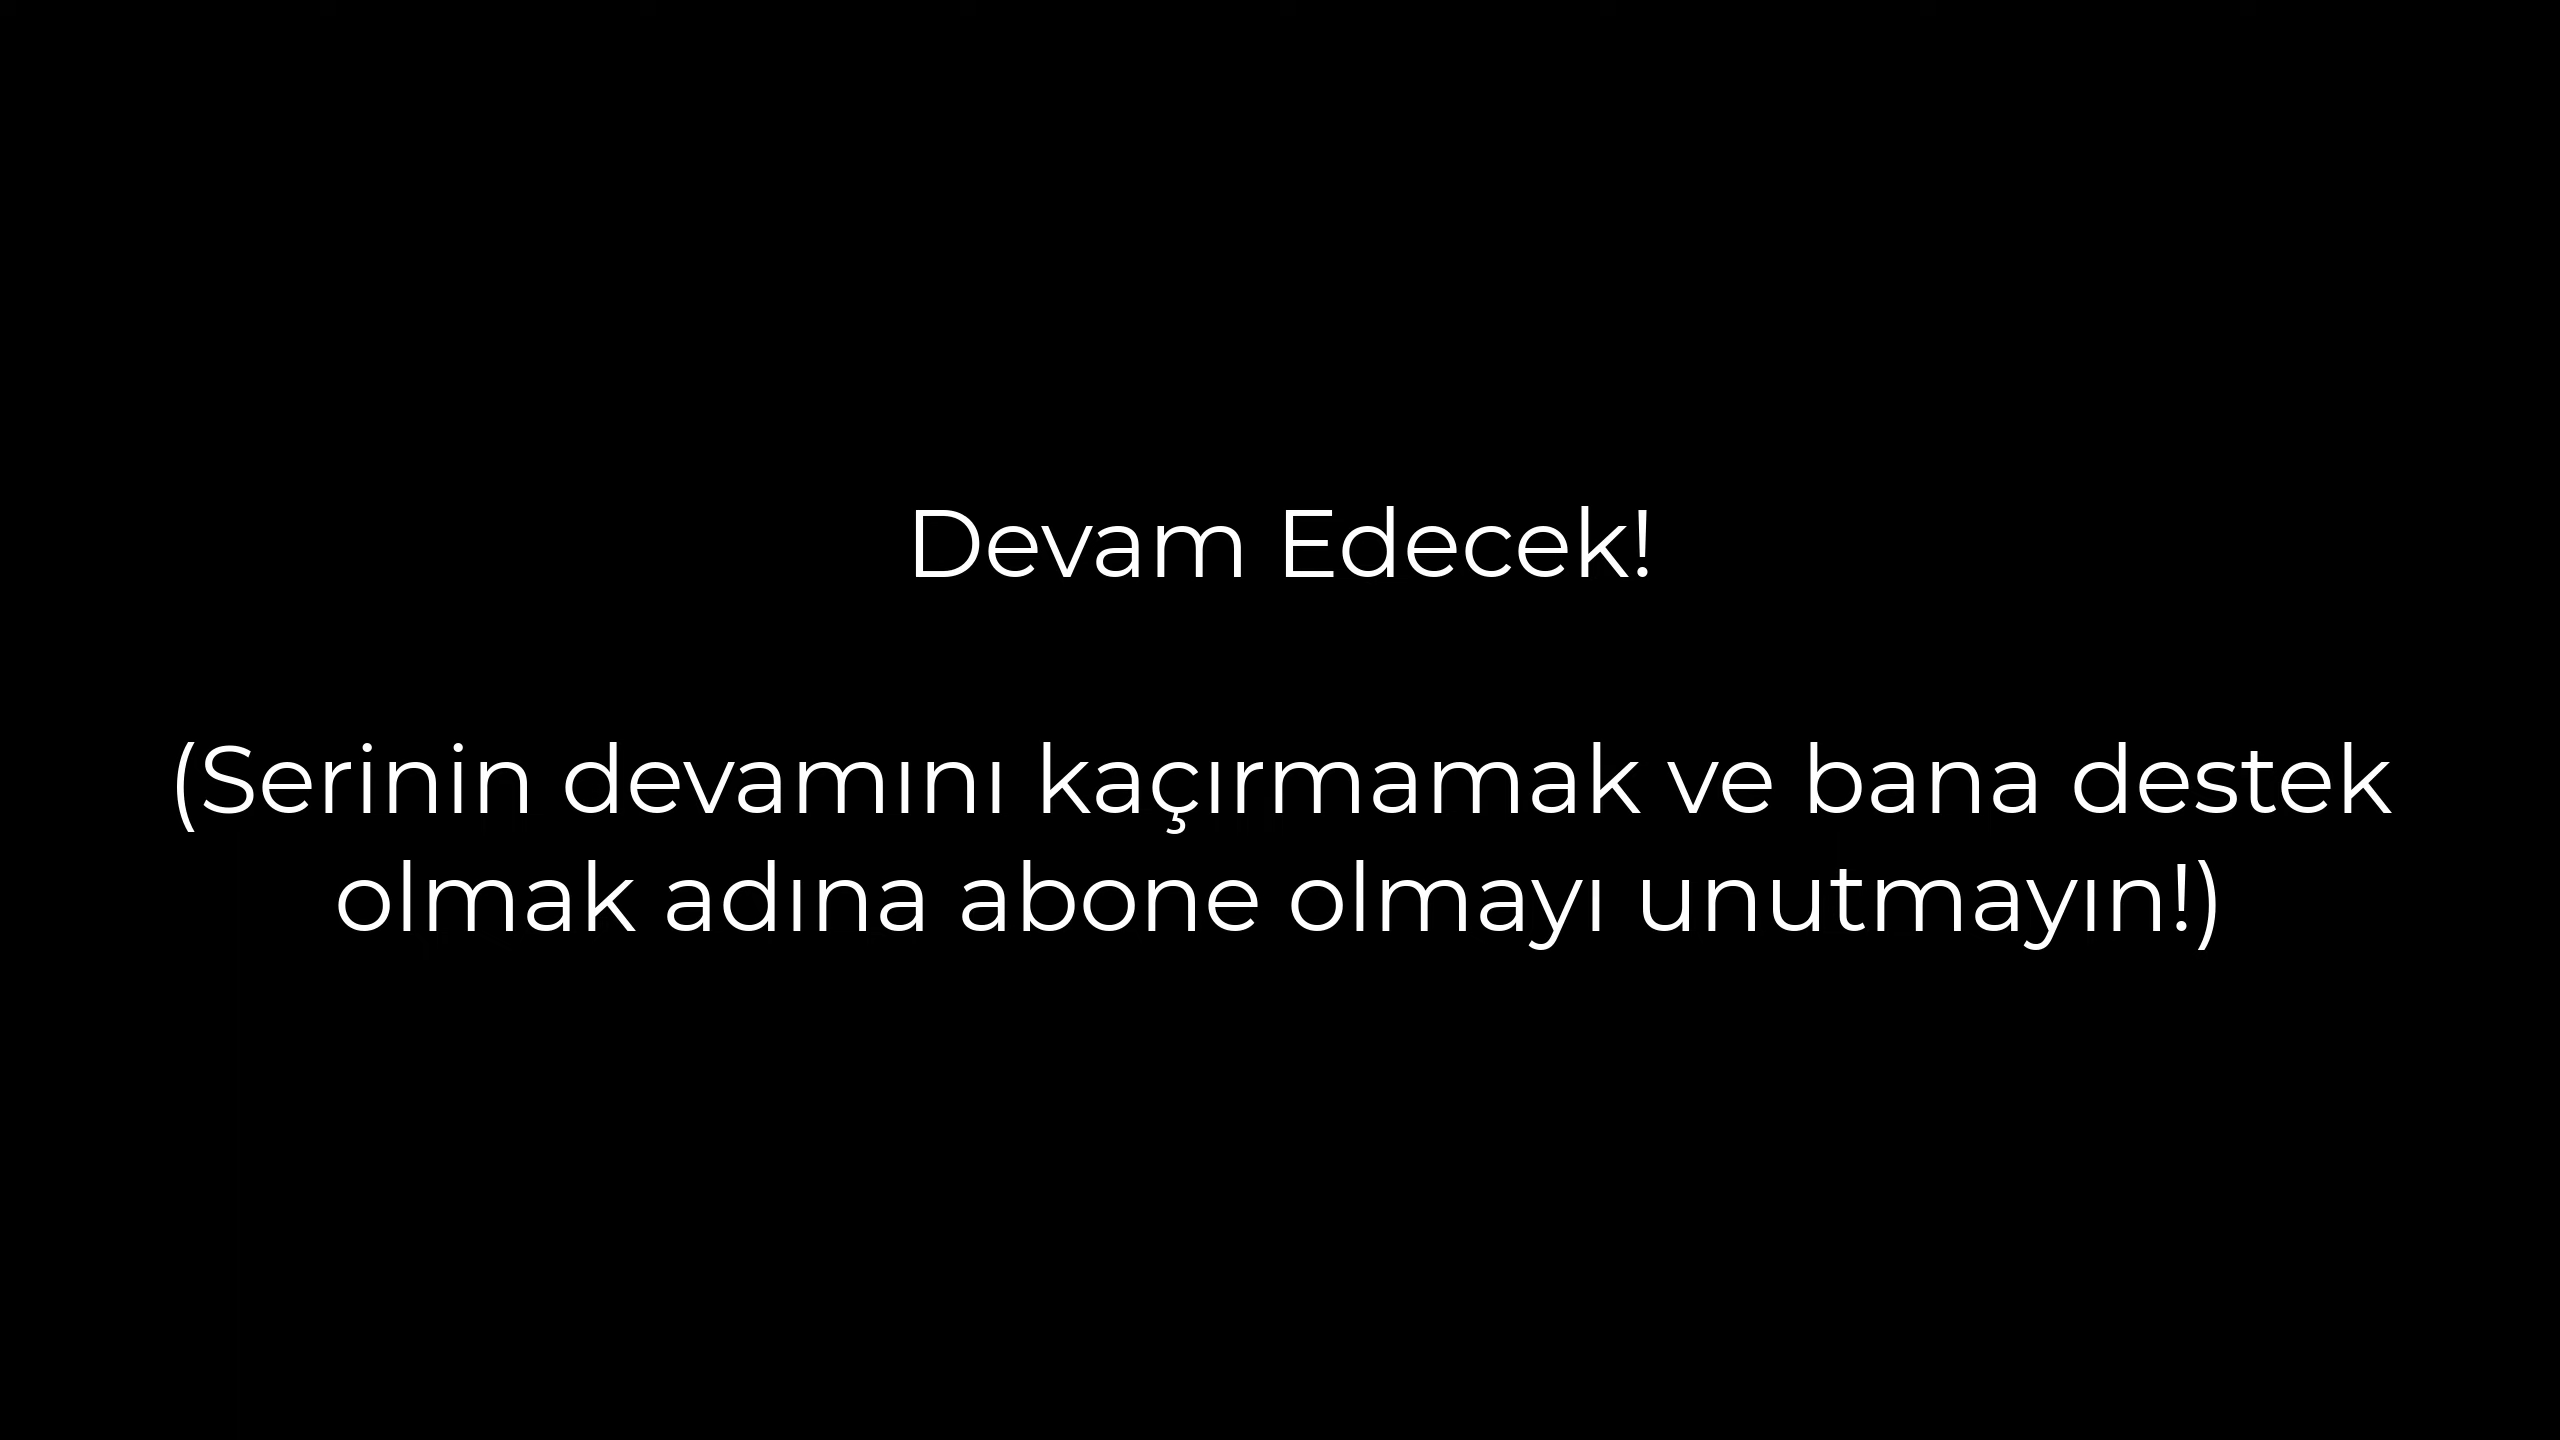 Devam Edecek!
(Serinin devamını kaçırmamak ve bana destek
olmak adına abone olmayı unutmayın!)